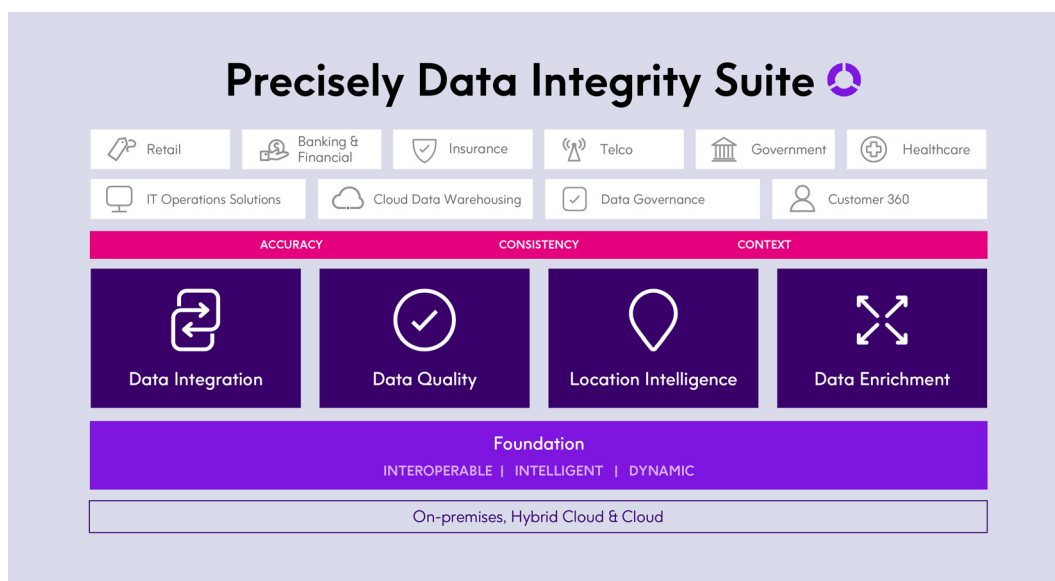 Precisely Data Integrity Suite
Retail
Banking &
Financial
Insurance
Telco
Government
Healthcare
IT Operations Solutions
Cloud Data Warehousing
Data Governance
Customer 360
ACCURACY
CONSISTENCY
CONTEXT
Data Integration
Data Quality
Location Intelligence
Data Enrichment
Foundation
INTEROPERABLE | INTELLIGENT | DYNAMIC
On-premises, Hybrid Cloud & Cloud